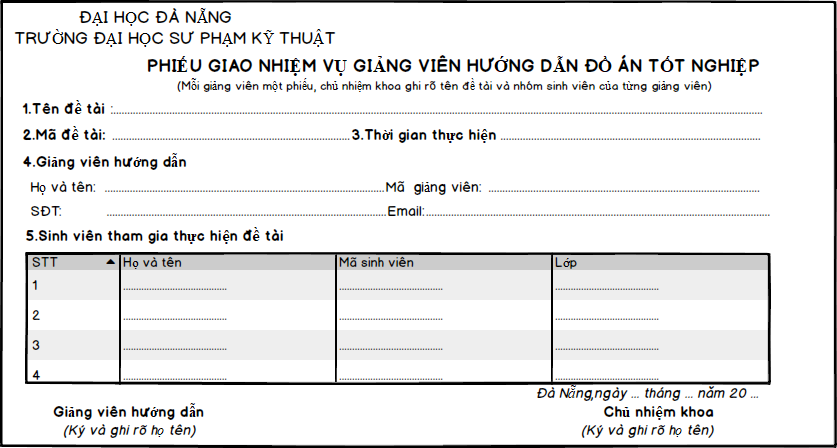 ĐẠI HỌC ĐÀ NẴNG
TRƯỜNG ĐẠI HỌC SƯ PHẠM KỸ THUẬT
PHIẾU GIAO NHIỆM VỤ GIẢNG VIÊN HƯỚNG DẪN ĐỒ ÁN TỐT NGHIỆP
(Mỗi giảng viên một phiếu, chủ nhiệm khoa ghi rõ tên đề tài và nhóm sinh viên của từng giảng viên)
1.Tên đề tài :....................
2.Mã đề tài: ....................3.Thời gian thực hiện ....................
4.Giảng viên hướng dẫn
Họ và tên: ....................Mã giảng viên: ....................
SĐT: ....................Email:....................
5.Sinh viên tham gia thực hiện đề tài
STT Họ và tên Mã sinh viên Lớp
1 .................... .................... ....................
2 .................... .................... ....................
3 .................... .................... ....................
4 .................... .................... ....................
Đà Nẵng,ngày ... tháng ... năm 20 ...
Giảng viên hướng dẫn Chủ nhiệm khoa
(Ký và ghi rõ họ tên) (Ký và ghi rõ họ tên)